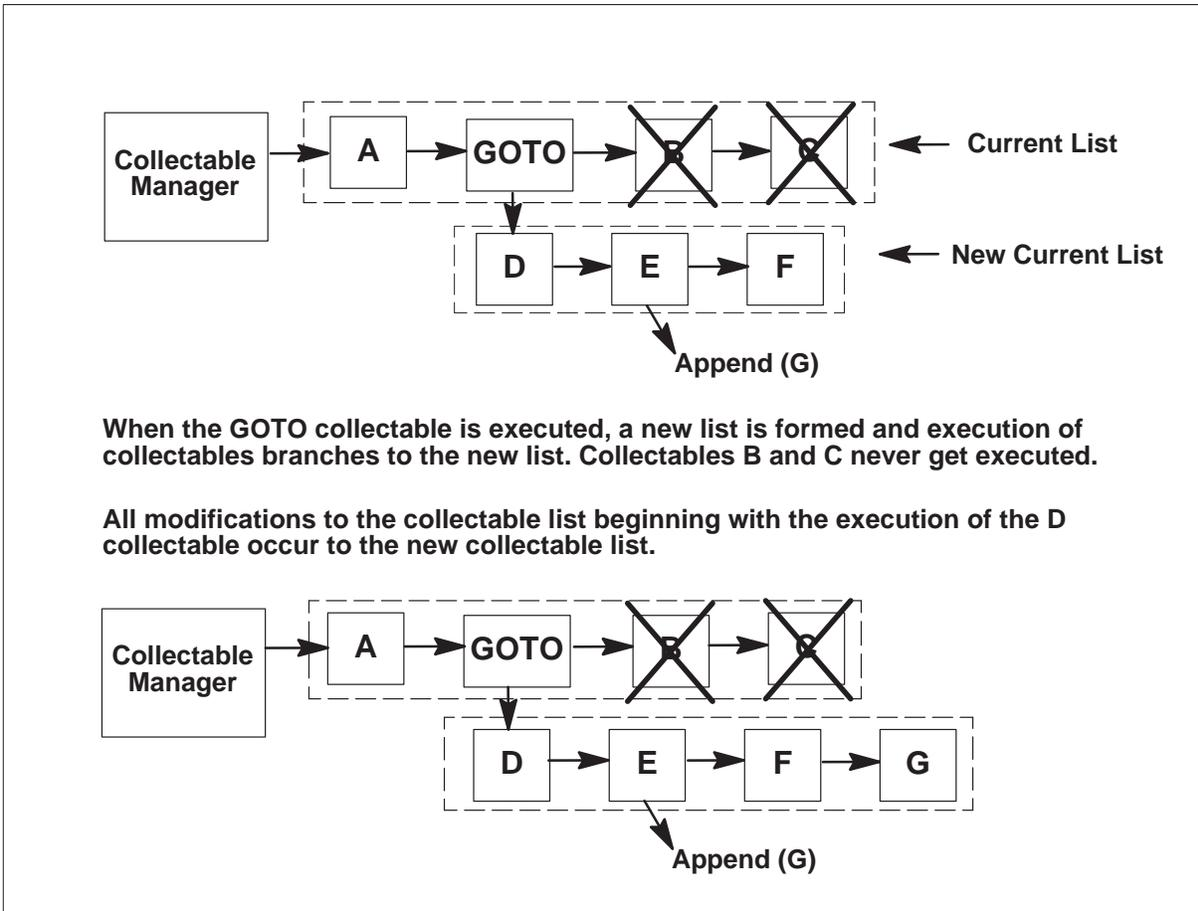 Collectable
Manager
A
GOTO
B
C
Current List
D
E
F
New Current List
Append (G)
When the GOTO collectable is executed, a new list is formed and execution of
collectables branches to the new list. Collectables B and C never get executed.
All modifications to the collectable list beginning with the execution of the D
collectable occur to the new collectable list.
Collectable
Manager
A
GOTO
B
C
D
E
F
G
Append (G)